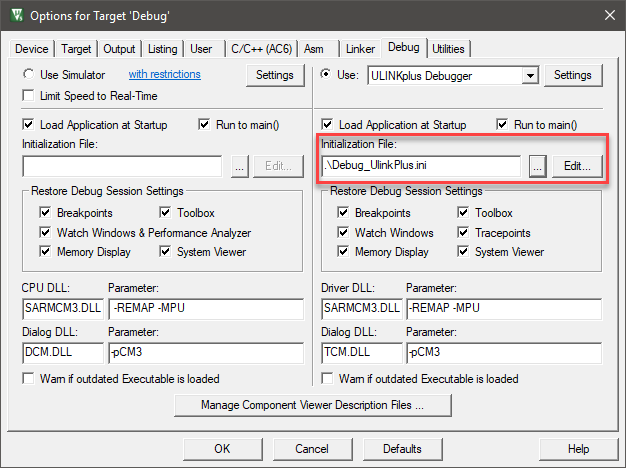 Options for Target 'Debug'
Device Target Output Listing User C/C++ (AC6) Asm Linker Debug Utilities
Use Simulator with restrictions Settings
Limit Speed to Real-Time
Load Application at Startup Run to main()
Initialization File:
... Edit...
Restore Debug Session Settings
Breakpoints Toolbox
Watch Windows & Performance Analyzer
Memory Display System Viewer
CPU DLL: Parameter:
SARMCM3.DLL -REMAP -MPU
Dialog DLL: Parameter:
DCM.DLL -pCM3
Warn if outdated Executable is loaded
Use: ULINKplus Debugger Settings
Load Application at Startup Run to main()
Initialization File:
.\Debug_UlinkPlus.ini ... Edit...
Restore Debug Session Settings
Breakpoints Toolbox
Watch Windows Tracepoints
Memory Display System Viewer
Driver DLL: Parameter:
SARMCM3.DLL -REMAP -MPU
Dialog DLL: Parameter:
TCM.DLL -pCM3
Warn if outdated Executable is loaded
Manage Component Viewer Description Files ...
OK Cancel Defaults Help